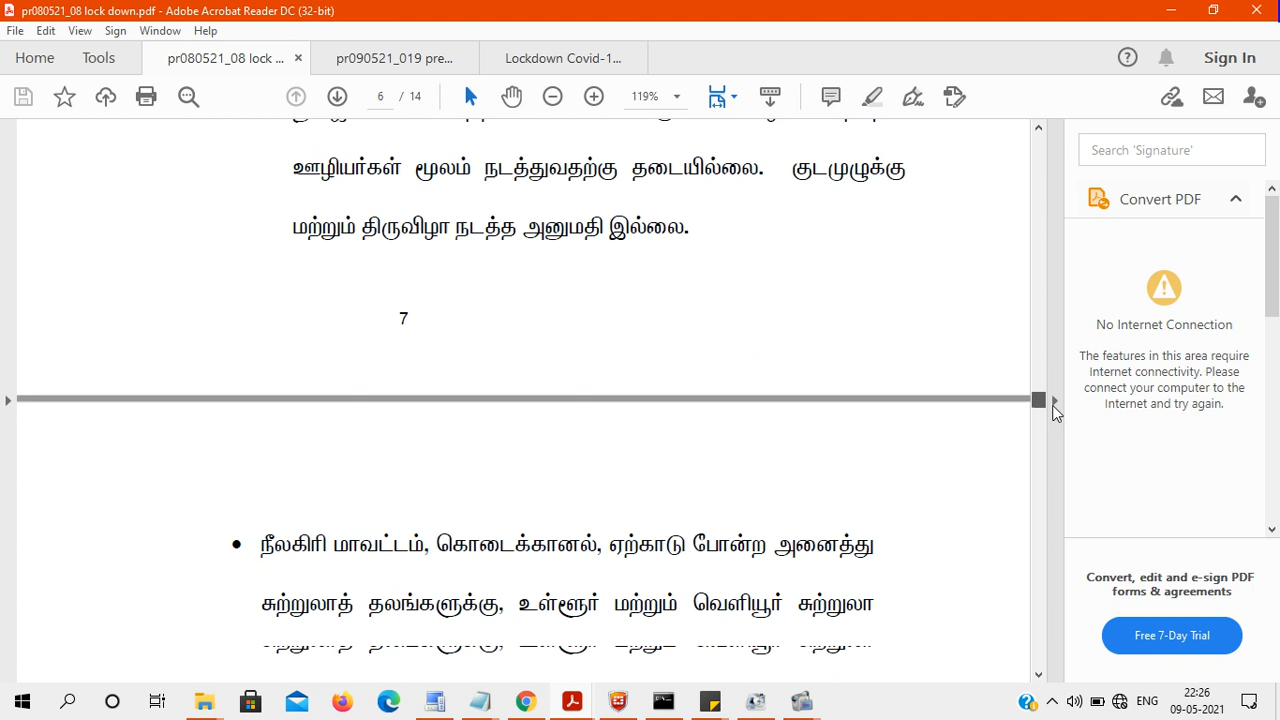 pr080521_08 lock down.pdf - Adobe Acrobat Reader DC (32-bit)
File Edit View Sign Window Help
Home Tools pr080521_08 lock ... × pr090521_019 pre... Lockdown Covid-1... Sign In
6 / 14 119%
ஊழியர்கள் மூலம் நடத்துவதற்கு தடையில்லை. குடமுழுக்கு
மற்றும் திருவிழா நடத்த அனுமதி இல்லை.
7
• நீலகிரி மாவட்டம், கொடைக்கானல், ஏற்காடு போன்ற அனைத்து
சுற்றுலாத் தலங்களுக்கு, உள்ளூர் மற்றும் வெளியூர் சுற்றுலா
Search 'Signature'
Convert PDF
No Internet Connection
The features in this area require
Internet connectivity. Please
connect your computer to the
Internet and try again.
Convert, edit and e-sign PDF
forms & agreements
Free 7-Day Trial
ENG
22:26
09-05-2021